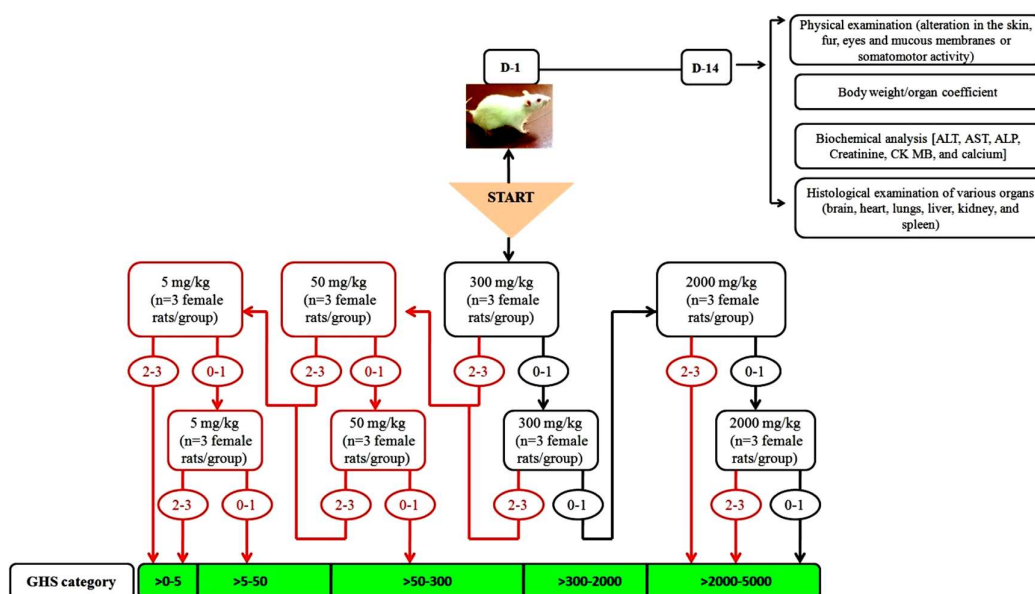 D-1
D-14
Physical examination (alteration in the skin,
fur, eyes and mucous membranes or
somatomotor activity)
Body weight/organ coefficient
Biochemical analysis [ALT, AST, ALP,
Creatinine, CK MB, and calcium]
Histological examination of various organs
(brain, heart, lungs, liver, kidney, and
spleen)
START
5 mg/kg
(n=3 female
rats/group)
50 mg/kg
(n=3 female
rats/group)
300 mg/kg
(n=3 female
rats/group)
2000 mg/kg
(n=3 female
rats/group)
2-3
0-1
2-3
0-1
2-3
0-1
2-3
0-1
5 mg/kg
(n=3 female
rats/group)
50 mg/kg
(n=3 female
rats/group)
300 mg/kg
(n=3 female
rats/group)
2000 mg/kg
(n=3 female
rats/group)
2-3
0-1
2-3
0-1
2-3
0-1
2-3
0-1
GHS category
>0-5
>5-50
>50-300
>300-2000
>2000-5000